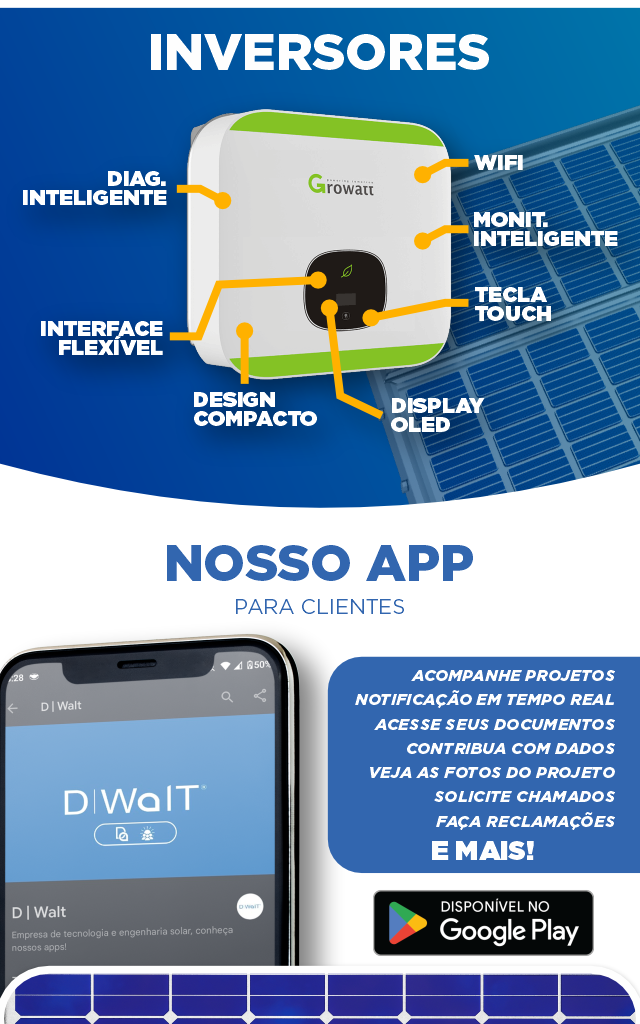 INVERSORES
DIAG.
INTELIGENTE
WIFI
Growatt
MONIT.
INTELIGENTE
TECLA
TOUCH
INTERFACE
FLEXÍVEL
DESIGN
COMPACTO
DISPLAY
OLED
NOSSO APP
PARA CLIENTES
:28
50%
D | Walt
D|WalT®
D | Walt
D|WalT
Empresa de tecnologia e engenharia solar, conheça
nossos apps!
ACOMPANHE PROJETOS
NOTIFICAÇÃO EM TEMPO REAL
ACESSE SEUS DOCUMENTOS
CONTRIBUA COM DADOS
VEJA AS FOTOS DO PROJETO
SOLICITE CHAMADOS
FAÇA RECLAMAÇÕES
E MAIS!
DISPONÍVEL NO
Google Play